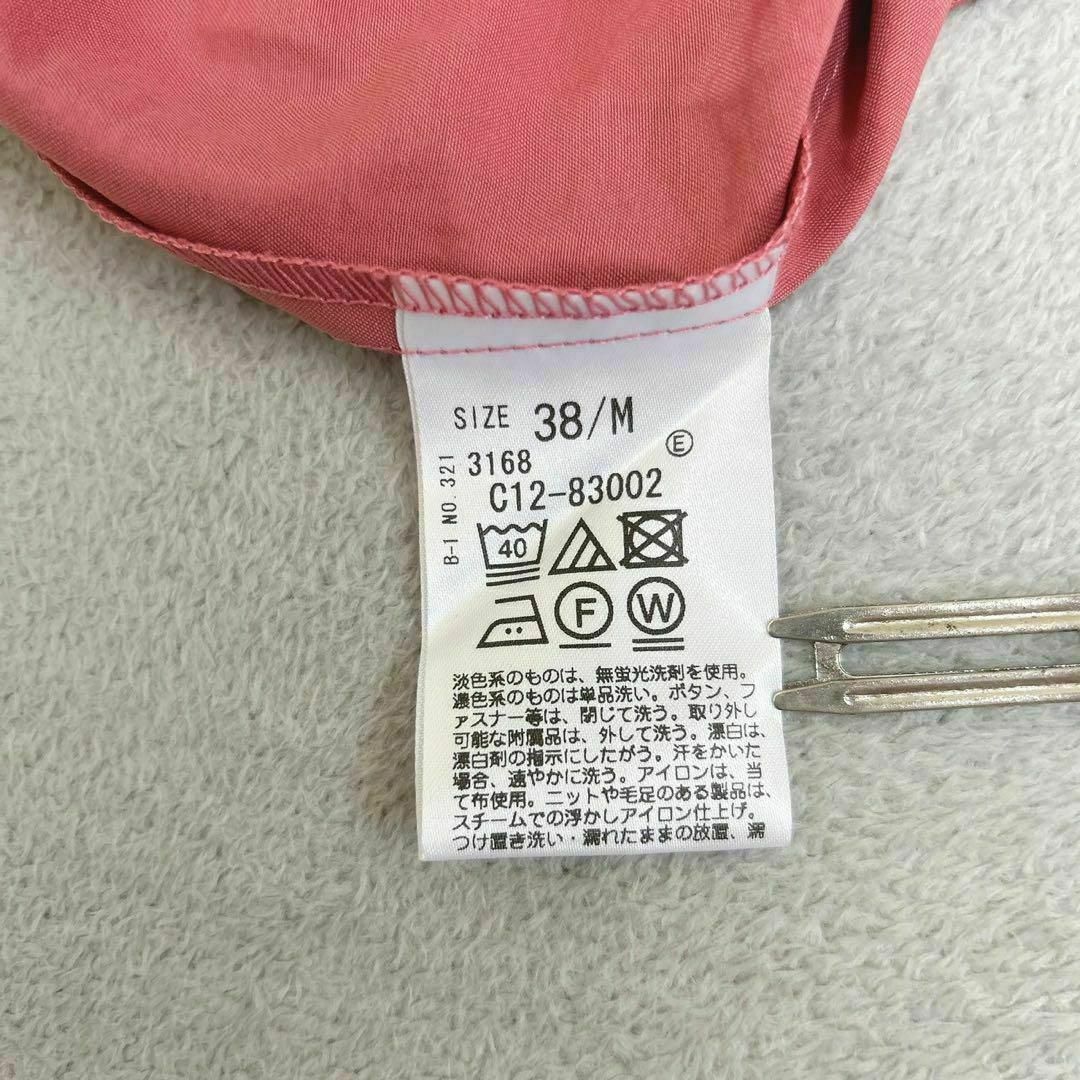 SIZE 38/M
Ⓔ
3168
C12-83002
B-1 NO. 321
40
F W
淡色系のものは、無蛍光洗剤を使用。
濃色系のものは単品洗い。ボタン、フ
ァスナー等は、閉じて洗う。取り外し
可能な附属品は、外して洗う。漂白は、
漂白剤の指示にしたがう。汗をかいた
場合、速やかに洗う。アイロンは、当
て布使用。ニットや毛足のある製品は、
スチームでの浮かしアイロン仕上げ。
つけ置き洗い・濡れたままの放置、濡